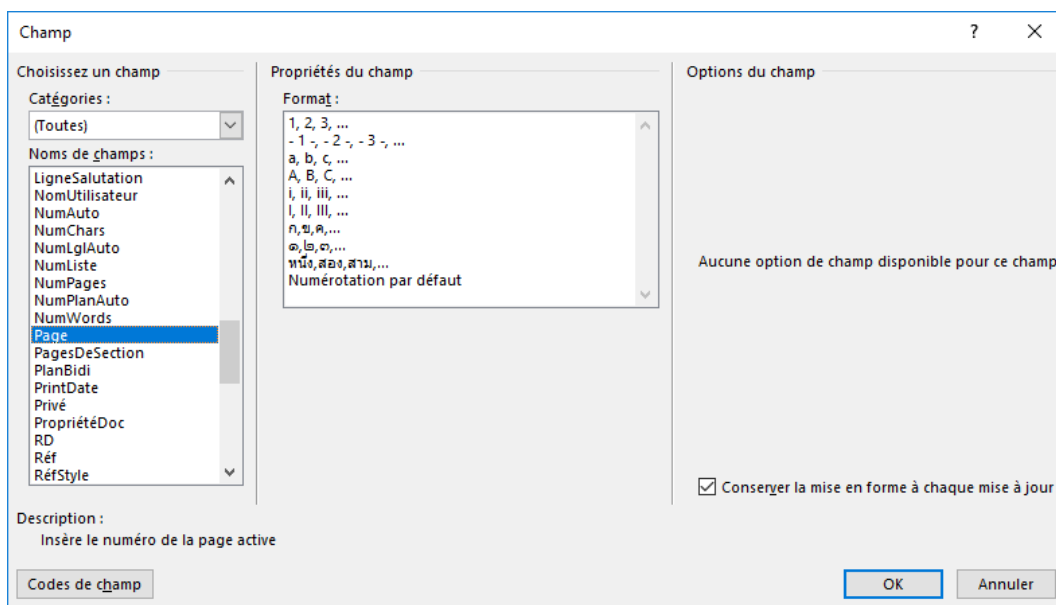 Champ
?
Choisissez un champ
Catégories :
(Toutes)
Noms de champs :
LigneSalutation
NomUtilisateur
NumAuto
NumChars
NumLglAuto
NumListe
NumPages
NumPlanAuto
NumWords
Page
PagesDeSection
PlanBidi
PrintDate
Privé
PropriétéDoc
RD
Réf
RéfStyle
Propriétés du champ
Format :
1, 2, 3, ...
- 1 -, - 2 -, - 3 -, ...
a, b, c, ...
A, B, C, ...
i, ii, iii, ...
I, II, III, ...
ก,ข,ค,...
๑,๒,๓,...
หนึ่ง,สอง,สาม,...
Numérotation par défaut
Options du champ
Aucune option de champ disponible pour ce champ
Conserver la mise en forme à chaque mise à jour
Description :
Insère le numéro de la page active
Codes de champ
OK
Annuler